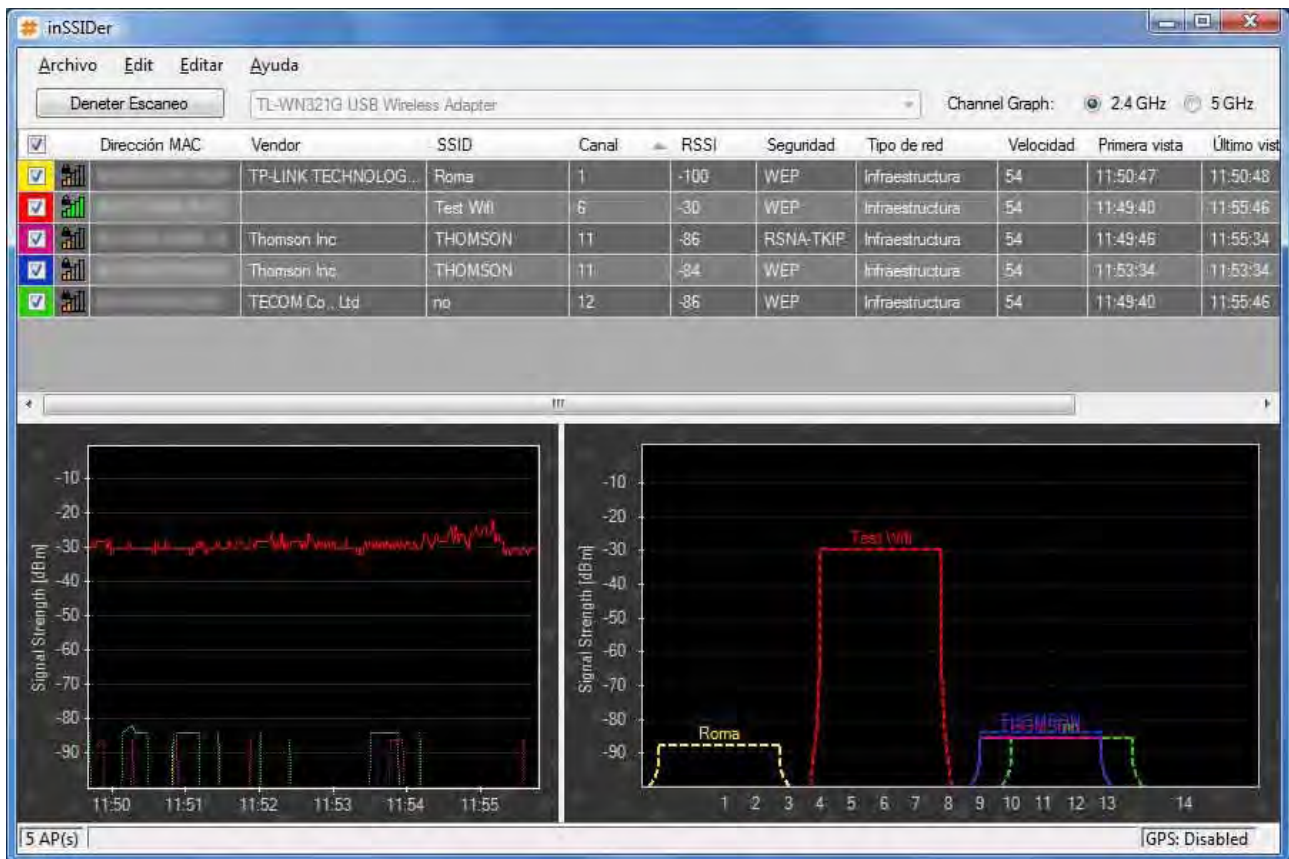 inSSIDer
Archivo Edit Editar Ayuda
Deneter Escaneo TL-WN321G USB Wireless Adapter Channel Graph: 2.4 GHz 5 GHz
Dirección MAC Vendor SSID Canal RSSI Seguridad Tipo de red Velocidad Primera vista Último vist
TP-LINK TECHNOLOG... Roma 1 -100 WEP Infraestructura 54 11:50:47 11:50:48
Test Wifi 6 -30 WEP Infraestructura 54 11:49:40 11:55:46
Thomson Inc THOMSON 11 -86 RSNA-TKIP Infraestructura 54 11:49:46 11:55:34
Thomson Inc THOMSON 11 -84 WEP Infraestructura 54 11:53:34 11:53:34
TECOM Co., Ltd no 12 -86 WEP Infraestructura 54 11:49:40 11:55:46
Signal Strength [dBm]
-10
-20
-30
-40
-50
-60
-70
-80
-90
11:50 11:51 11:52 11:53 11:54 11:55
Signal Strength [dBm]
-10
-20
-30
-40
-50
-60
-70
-80
-90
Test Wifi
Roma
THOMSON
1 2 3 4 5 6 7 8 9 10 11 12 13 14
5 AP(s) GPS: Disabled